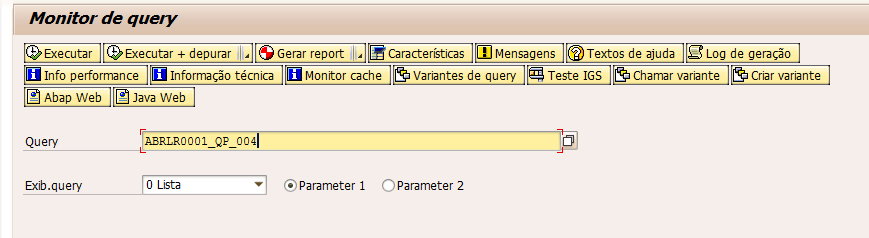 Monitor de query
Executar Executar + depurar Gerar report Características Mensagens Textos de ajuda Log de geração
Info performance Informação técnica Monitor cache Variantes de query Teste IGS Chamar variante Criar variante
Abap Web Java Web
Query ABRLR0001_QP_004
Exib.query 0 Lista Parameter 1 Parameter 2